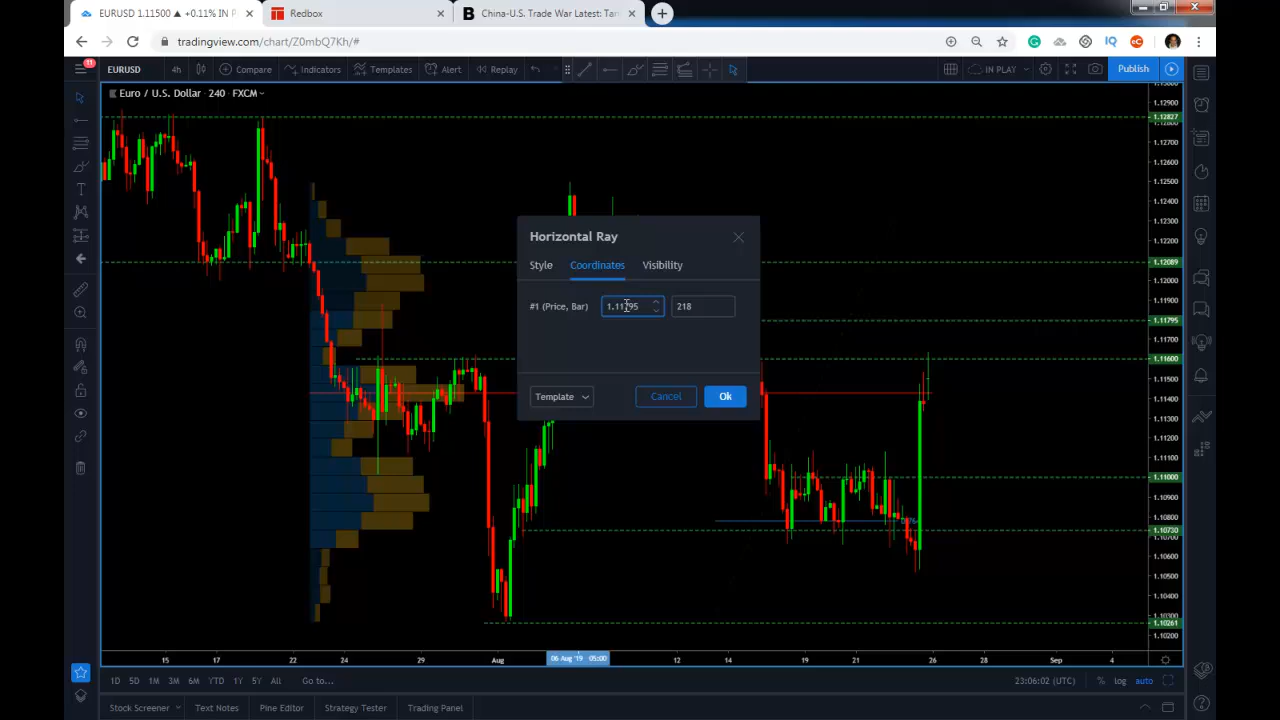 EURUSD 1.11500 ▲ +0.11% IN P
Redbox
China-U.S. Trade War Latest: Tar
tradingview.com/chart/Z0mbQ7Kh/#
11
EURUSD
4h
Compare
Indicators
Templates
Alert
Replay
IN PLAY
Publish
Euro / U.S. Dollar · 240 · FXCM
1.12900
1.12827
1.12700
1.12600
1.12500
1.12400
1.12300
1.12200
1.12089
1.12000
1.11900
1.11795
1.11700
1.11600
1.11500
1.11400
1.11300
1.11200
1.11100
1.11000
1.10900
1.10800
1.10730
1.10700
1.10600
1.10500
1.10400
1.10300
1.10261
1.10200
Horizontal Ray
Style
Coordinates
Visibility
#1 (Price, Bar)
1.11795
218
Template
Cancel
Ok
15
17
22
24
29
Aug
06 Aug '19 05:00
12
14
19
21
26
28
Sep
4
1D 5D 1M 3M 6M YTD 1Y 5Y All
Go to...
23:06:02 (UTC)
%
log
auto
Stock Screener
Text Notes
Pine Editor
Strategy Tester
Trading Panel